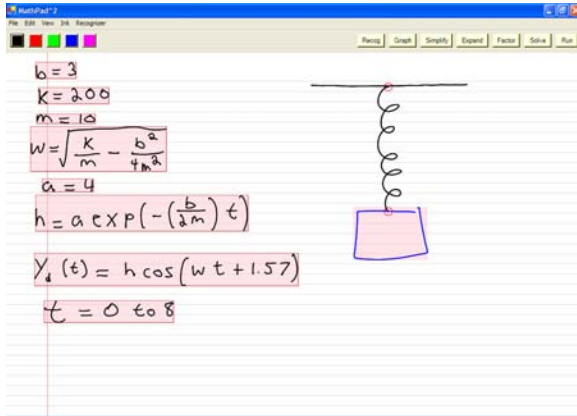 MathPad^2
File Edit View Ink Recognizer
Recog Graph Simplify Expand Factor Solve Run
b = 3
k = 200
m = 10
w = √(k/m − b²/4m²)
a = 4
h = a exp(−(b/2m) t)
y₁(t) = h cos(w t + 1.57)
t = 0 to 8